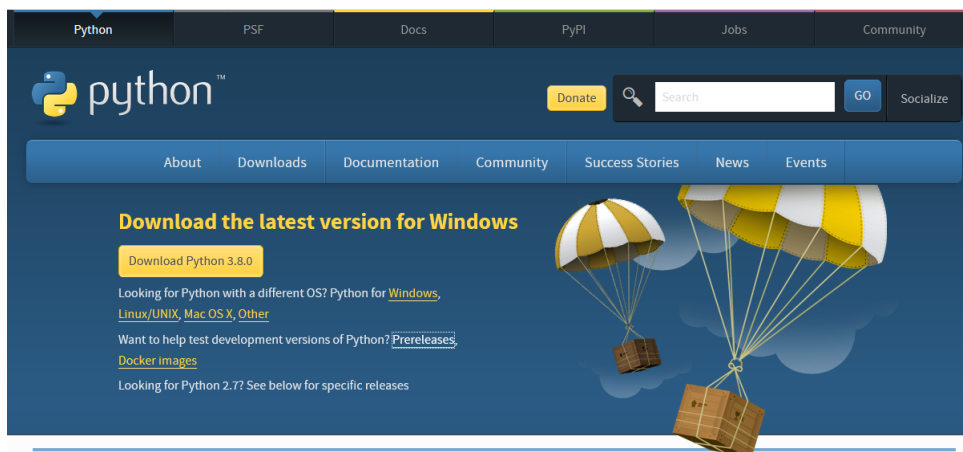 Python PSF Docs PyPI Jobs Community
python™
Donate Search GO Socialize
About Downloads Documentation Community Success Stories News Events
Download the latest version for Windows
Download Python 3.8.0
Looking for Python with a different OS? Python for Windows,
Linux/UNIX, Mac OS X, Other
Want to help test development versions of Python? Prereleases,
Docker images
Looking for Python 2.7? See below for specific releases